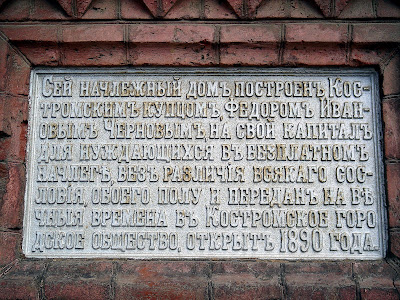 Сей начлежный домъ построенъ Кос-
тромскимъ купцомъ, Федоромъ Иван-
овымъ Черновымъ, на свой капиталъ
для нуждающихся въ безплатномъ
начлегѣ, безъ различія всякаго сос-
ловія, обоего полу и переданъ на вѣ
чныя времена въ Костромское горо
дское общество, открытъ 1890 года.